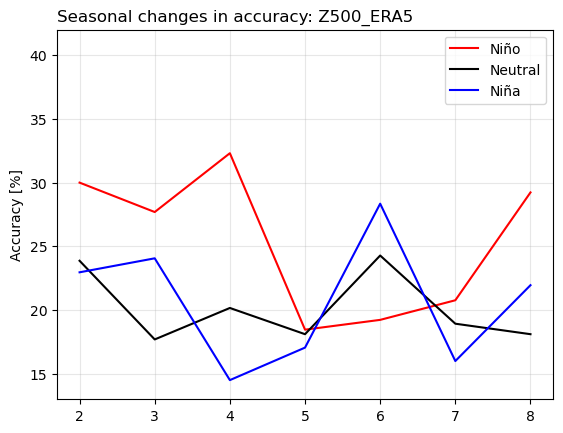 Seasonal changes in accuracy: Z500_ERA5
Niño
Neutral
Niña
Accuracy [%]
40
35
30
25
20
15
2 3 4 5 6 7 8